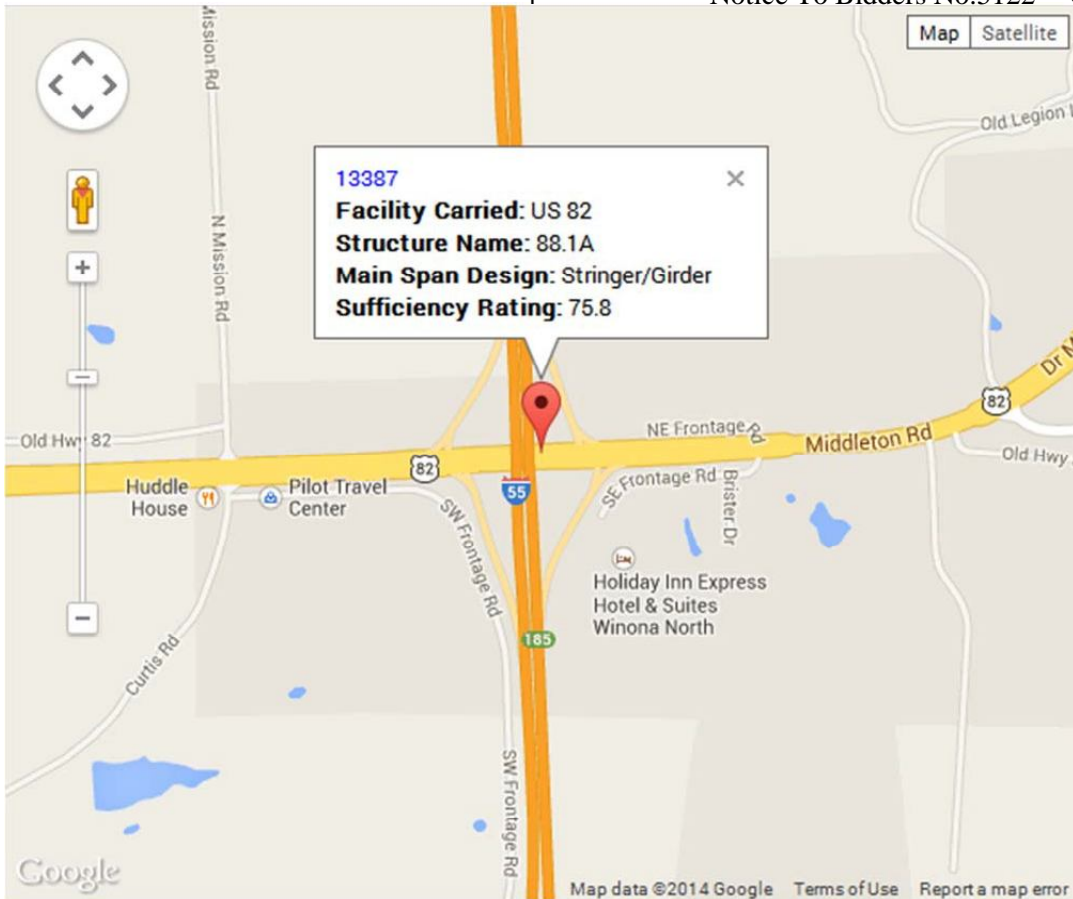 Notice To Bidders No.5122
Map Satellite
Mission Rd
Old Legion
13387
Facility Carried: US 82
Structure Name: 88.1A
Main Span Design: Stringer/Girder
Sufficiency Rating: 75.8
N Mission Rd
Dr
82
NE Frontage Rd
Middleton Rd
Old Hwy 82
82
Old Hwy
Huddle
House
Pilot Travel
Center
55
SE Frontage Rd
Brister Dr
SW Frontage Rd
Holiday Inn Express
Hotel & Suites
Winona North
185
Curtis Rd
SW Frontage Rd
Google
Map data ©2014 Google Terms of Use Report a map error